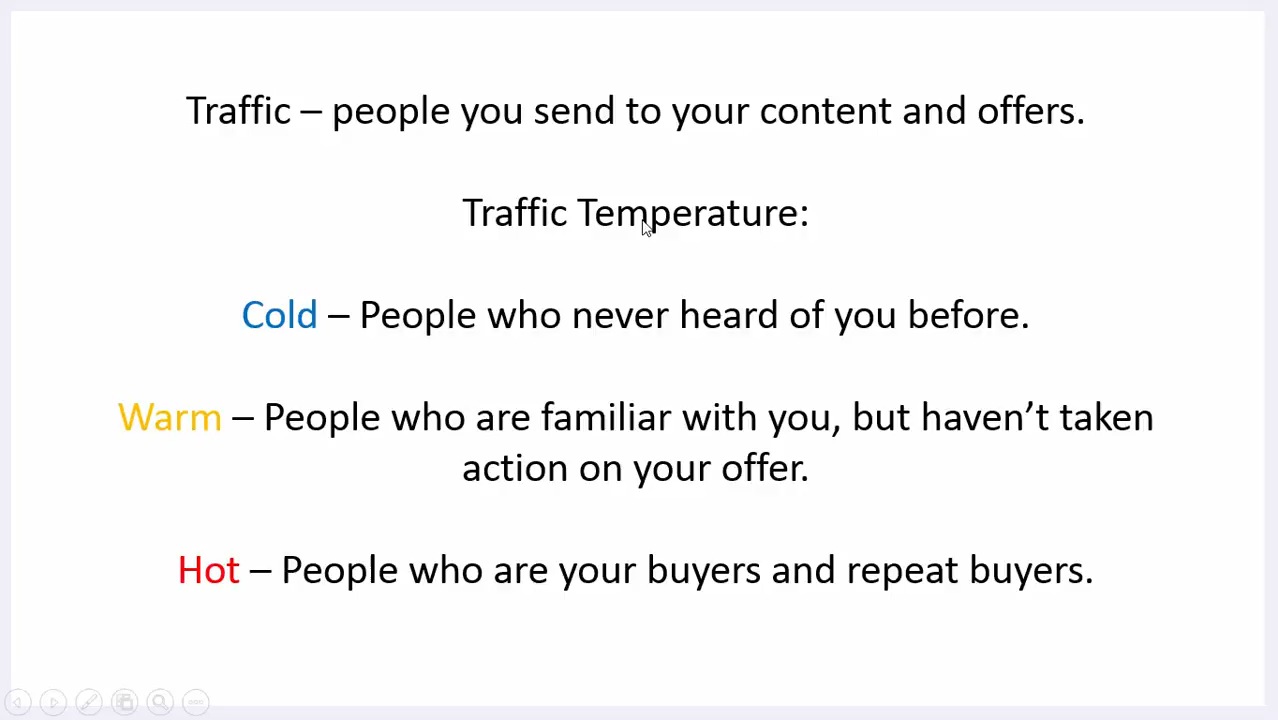 Traffic – people you send to your content and offers.
Traffic Temperature:
Cold – People who never heard of you before.
Warm – People who are familiar with you, but haven’t taken
action on your offer.
Hot – People who are your buyers and repeat buyers.